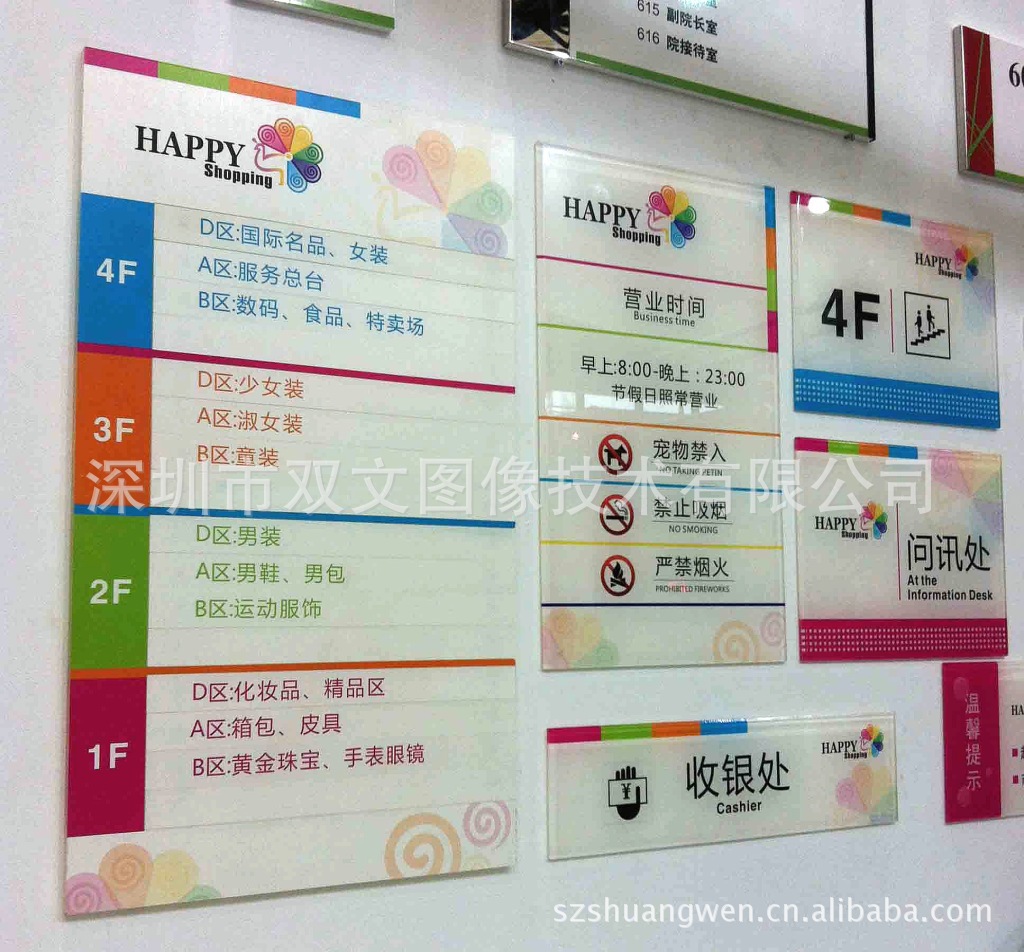 615 副院长室
616 院接待室
HAPPY
Shopping
4F
D区:国际名品、女装
A区:服务总台
B区:数码、食品、特卖场
3F
D区:少女装
A区:淑女装
B区:童装
2F
D区:男装
A区:男鞋、男包
B区:运动服饰
1F
D区:化妆品、精品区
A区:箱包、皮具
B区:黄金珠宝、手表眼镜
HAPPY
Shopping
营业时间
Business time
早上:8:00-晚上：23:00
节假日照常营业
宠物禁入
NO TAKING PETIN
禁止吸烟
NO SMOKING
严禁烟火
PROHIBITED FIREWORKS
HAPPY
Shopping
4F
HAPPY
Shopping
问讯处
At the
Information Desk
收银处
Cashier
HAPPY
Shopping
温馨提示
深圳市双文图像技术有限公司
szshuangwen.cn.alibaba.com